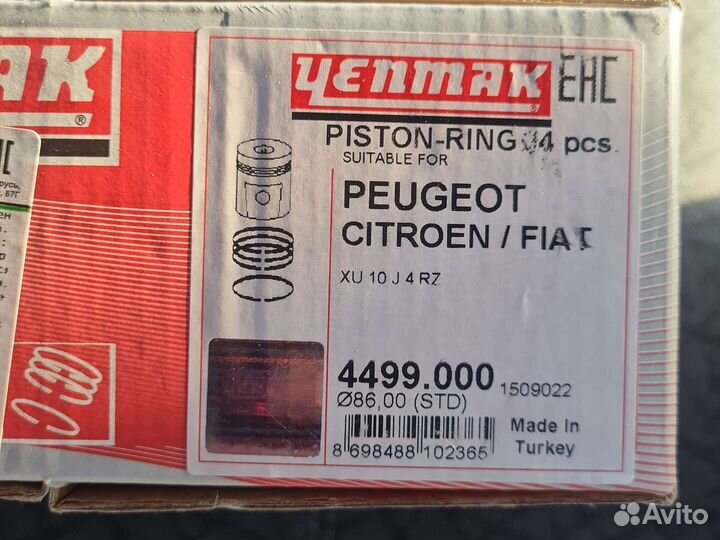 MAK
®
YENMAK
®
EAC
PISTON-RING 4 pcs.
SUITABLE FOR
PEUGEOT
CITROEN / FIAT
XU 10 J 4 RZ
4499.000 1509022
Ø86,00 (STD)
8 698488 102365
Made In
Turkey
Avito